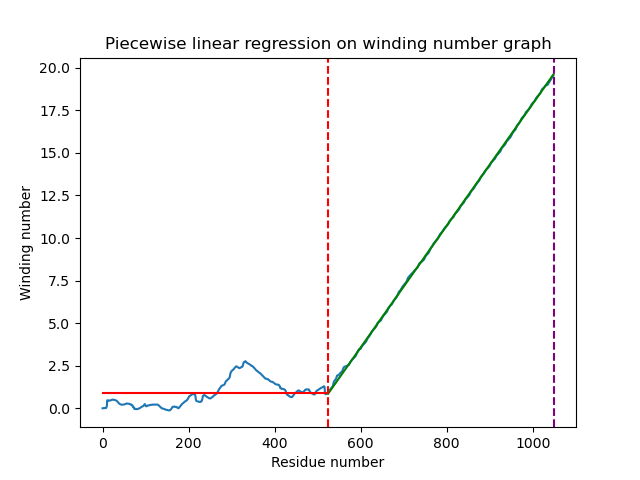 Piecewise linear regression on winding number graph
20.0
17.5
15.0
12.5
10.0
7.5
5.0
2.5
0.0
Winding number
0 200 400 600 800 1000
Residue number